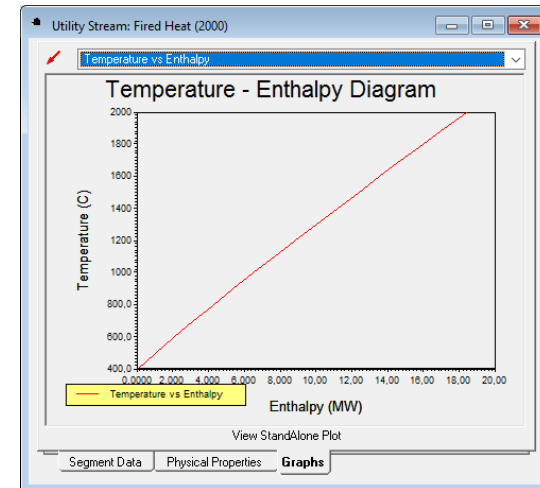 Utility Stream: Fired Heat (2000)
Temperature vs Enthalpy
Temperature - Enthalpy Diagram
2000
1800
1600
1400
1200
1000
800,0
600,0
400,0
Temperature (C)
0,0000 2,000 4,000 6,000 8,000 10,00 12,00 14,00 16,00 18,00 20,00
Temperature vs Enthalpy
Enthalpy (MW)
View StandAlone Plot
Segment Data Physical Properties Graphs